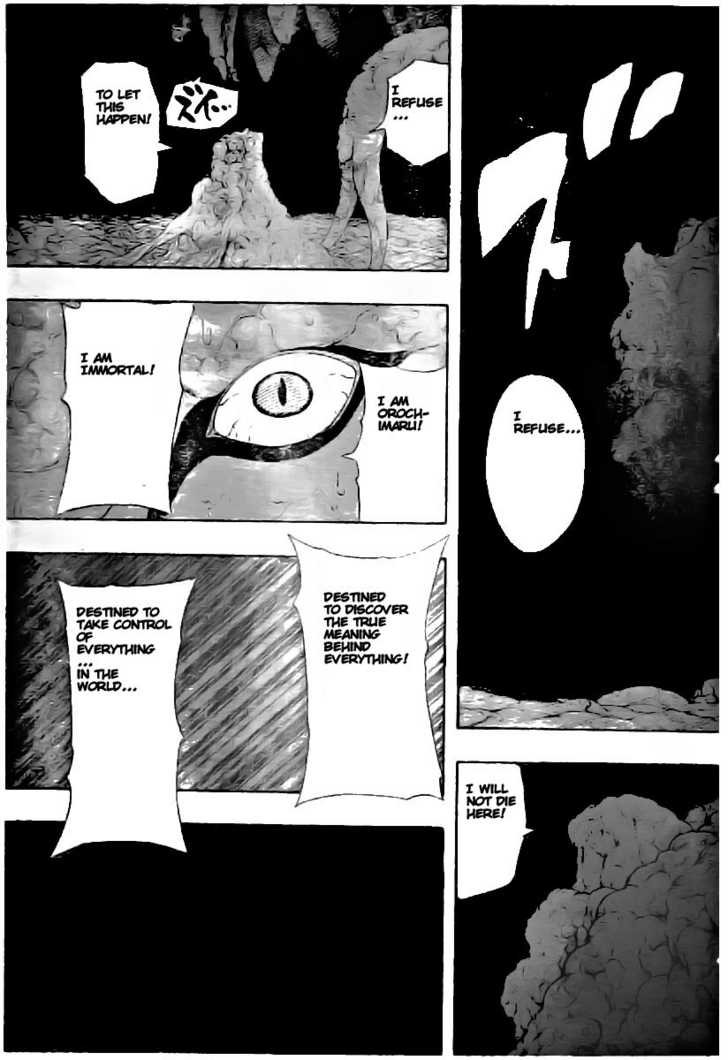 ズ
I
REFUSE...
I WILL
NOT DIE
HERE!
I
REFUSE
...
ズイ...
TO LET
THIS
HAPPEN!
I AM
OROCH-
IMARU!
I AM
IMMORTAL!
DESTINED
TO DISCOVER
THE TRUE
MEANING
BEHIND
EVERYTHING!
DESTINED TO
TAKE CONTROL
OF
EVERYTHING
...
IN THE
WORLD...